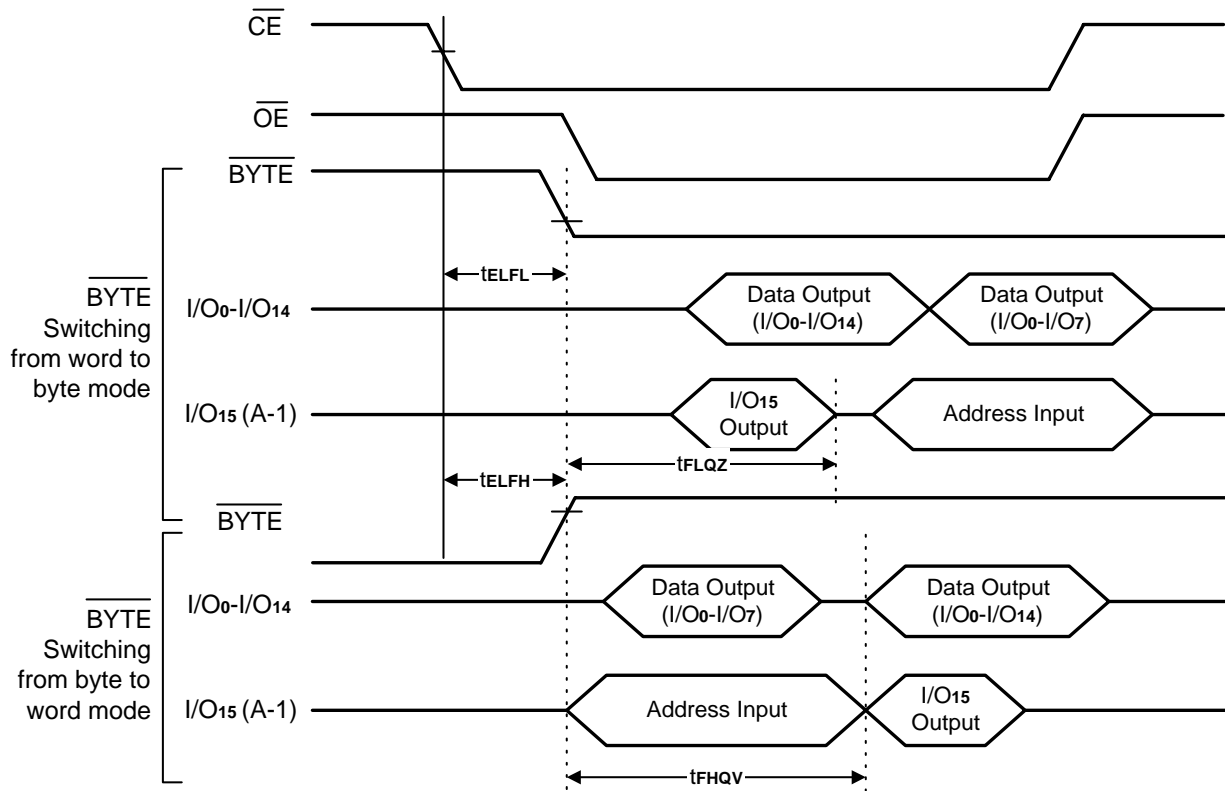 CE
OE
BYTE
BYTE
Switching
from word to
byte mode
tELFL
I/O0-I/O14
Data Output
(I/O0-I/O14)
Data Output
(I/O0-I/O7)
I/O15 (A-1)
I/O15
Output
Address Input
tELFH
tFLQZ
BYTE
BYTE
Switching
from byte to
word mode
I/O0-I/O14
Data Output
(I/O0-I/O7)
Data Output
(I/O0-I/O14)
I/O15 (A-1)
Address Input
I/O15
Output
tFHQV